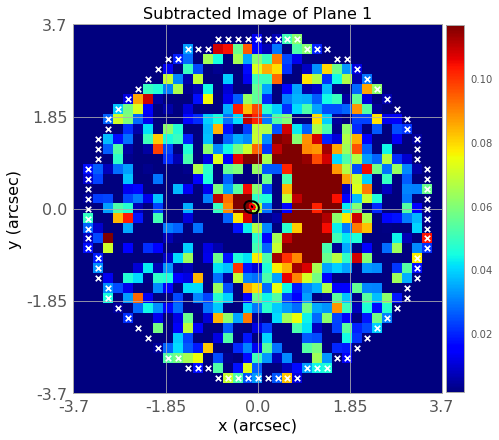 Subtracted Image of Plane 1
3.7
1.85
0.0
-1.85
-3.7
y (arcsec)
-3.7 -1.85 0.0 1.85 3.7
x (arcsec)
0.10
0.08
0.06
0.04
0.02